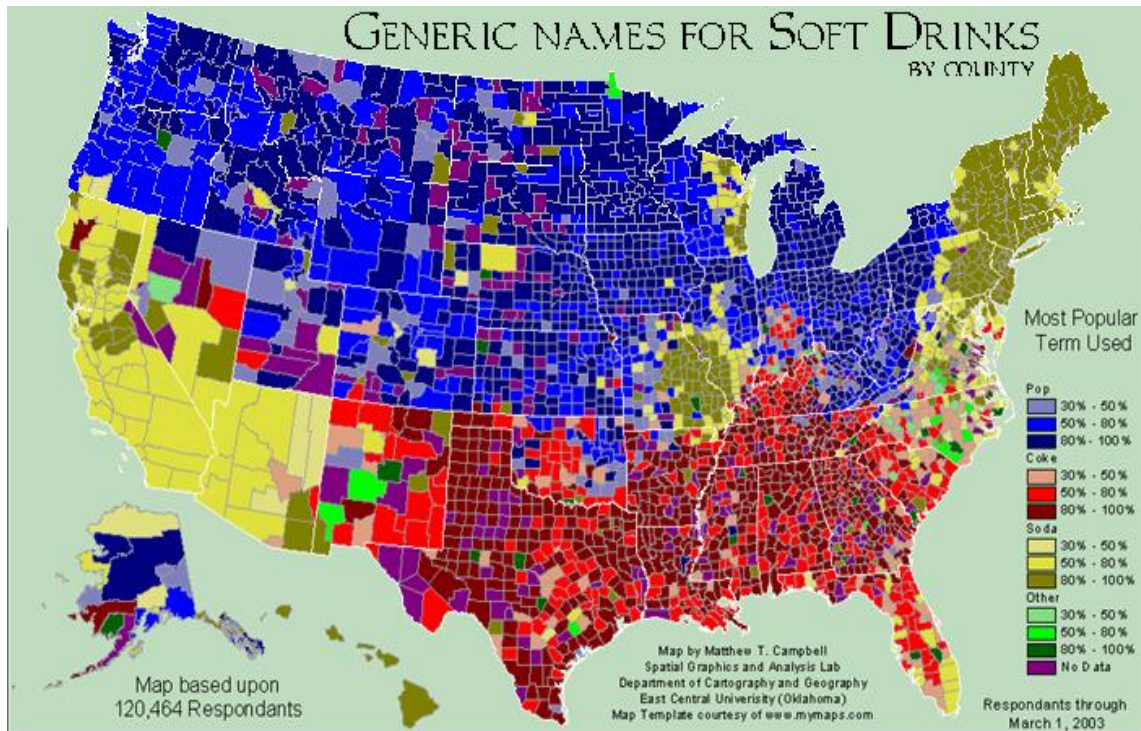 GENERIC NAMES FOR SOFT DRINKS
BY COUNTY
Most Popular
Term Used
Pop
30% - 50%
50% - 80%
80% - 100%
Coke
30% - 50%
50% - 80%
80% - 100%
Soda
30% - 50%
50% - 80%
80% - 100%
Other
30% - 50%
50% - 80%
80% - 100%
No Data
Map based upon
120,464 Respondants
Map by Matthew T. Campbell
Spatial Graphics and Analysis Lab
Department of Cartography and Geography
East Central Univerisity (Oklahoma)
Map Template courtesy of www.mymaps.com
Respondants through
March 1, 2003